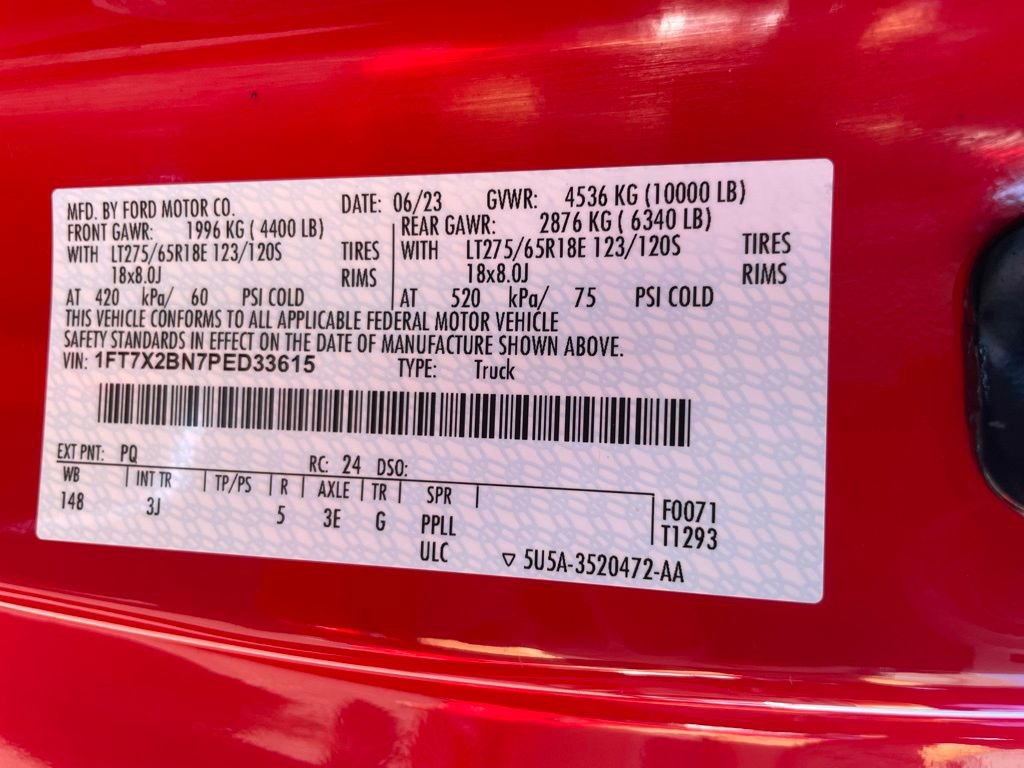 MFD. BY FORD MOTOR CO. DATE: 06/23 GVWR: 4536 KG (10000 LB)
FRONT GAWR: 1996 KG ( 4400 LB) REAR GAWR: 2876 KG ( 6340 LB)
WITH LT275/65R18E 123/120S TIRES WITH LT275/65R18E 123/120S TIRES
18x8.0J RIMS 18x8.0J RIMS
AT 420 kPa/ 60 PSI COLD AT 520 kPa/ 75 PSI COLD
THIS VEHICLE CONFORMS TO ALL APPLICABLE FEDERAL MOTOR VEHICLE
SAFETY STANDARDS IN EFFECT ON THE DATE OF MANUFACTURE SHOWN ABOVE.
VIN: 1FT7X2BN7PED33615 TYPE: Truck
EXT PNT: PQ RC: 24 DSO:
WB INT TR TP/PS R AXLE TR SPR
148 3J 5 3E G PPLL F0071
ULC T1293
▽ 5U5A-3520472-AA